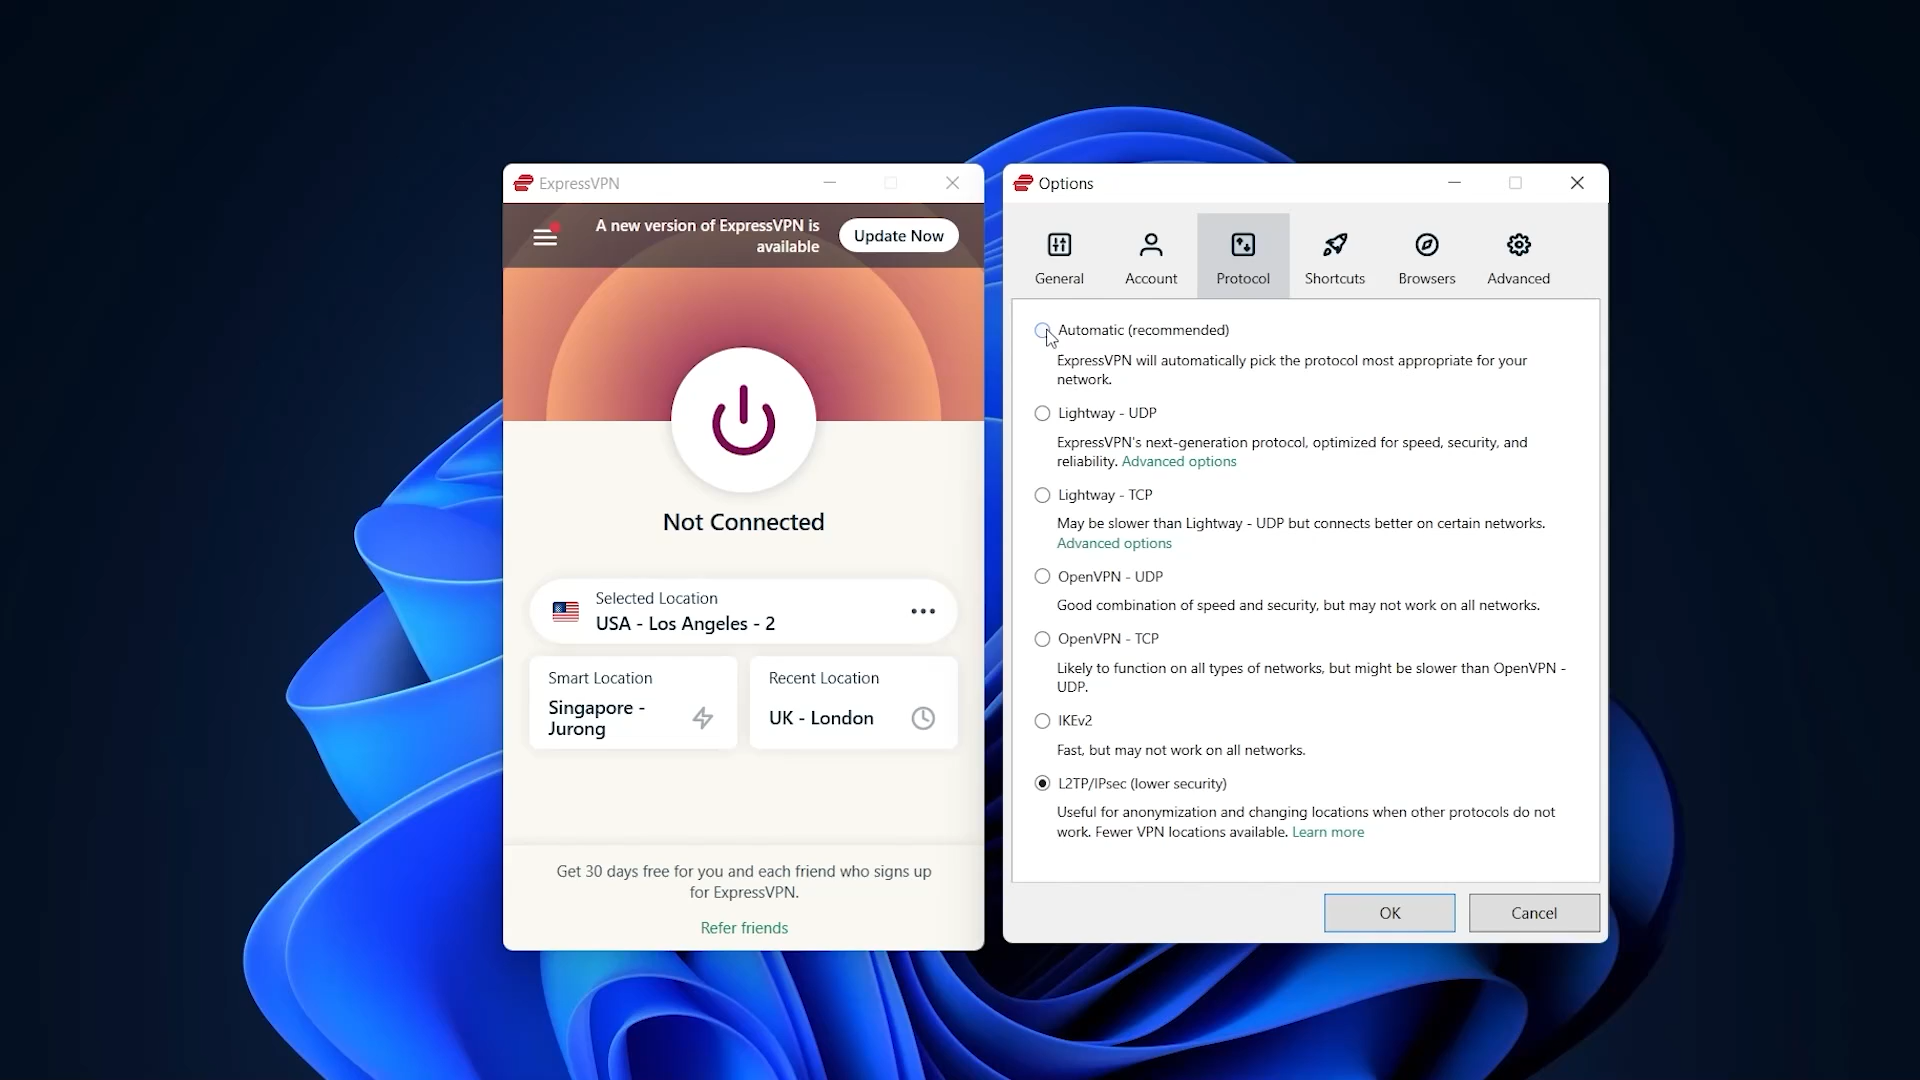 ExpressVPN
A new version of ExpressVPN is
available
Update Now
Not Connected
Selected Location
USA - Los Angeles - 2
Smart Location
Singapore -
Jurong
Recent Location
UK - London
Get 30 days free for you and each friend who signs up
for ExpressVPN.
Refer friends
Options
General
Account
Protocol
Shortcuts
Browsers
Advanced
Automatic (recommended)
ExpressVPN will automatically pick the protocol most appropriate for your
network.
Lightway - UDP
ExpressVPN's next-generation protocol, optimized for speed, security, and
reliability. Advanced options
Lightway - TCP
May be slower than Lightway - UDP but connects better on certain networks.
Advanced options
OpenVPN - UDP
Good combination of speed and security, but may not work on all networks.
OpenVPN - TCP
Likely to function on all types of networks, but might be slower than OpenVPN -
UDP.
IKEv2
Fast, but may not work on all networks.
L2TP/IPsec (lower security)
Useful for anonymization and changing locations when other protocols do not
work. Fewer VPN locations available. Learn more
OK
Cancel